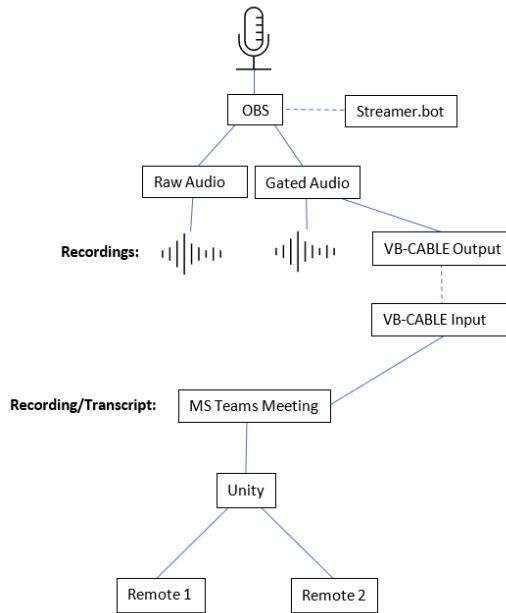 OBS
Streamer.bot
Raw Audio
Gated Audio
Recordings:
VB-CABLE Output
VB-CABLE Input
Recording/Transcript:
MS Teams Meeting
Unity
Remote 1
Remote 2